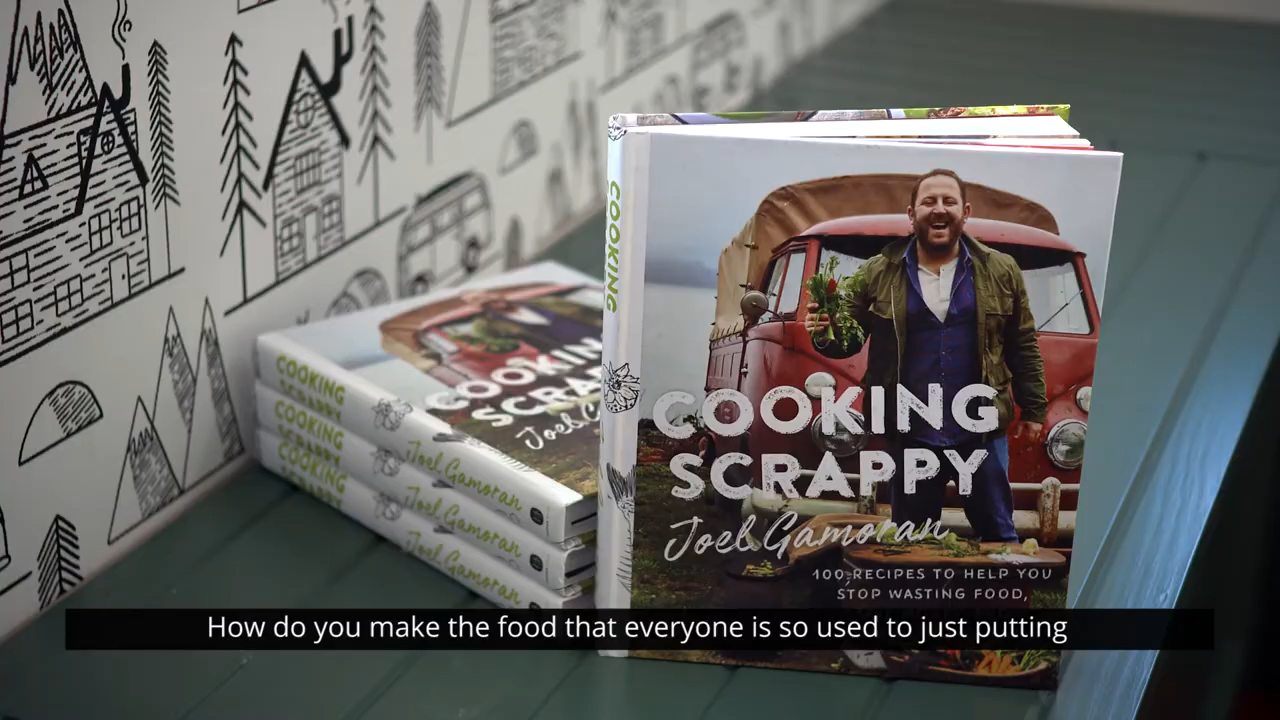 COOKING
COOKING
SCRAPPY
Joel Gamoran
100 RECIPES TO HELP YOU
STOP WASTING FOOD,
COOKING
SCRAPPY
Joel Gamoran
COOKING
SCRAPPY
Joel Gamoran
COOKING
SCRAPPY
Joel Gamoran
How do you make the food that everyone is so used to just putting